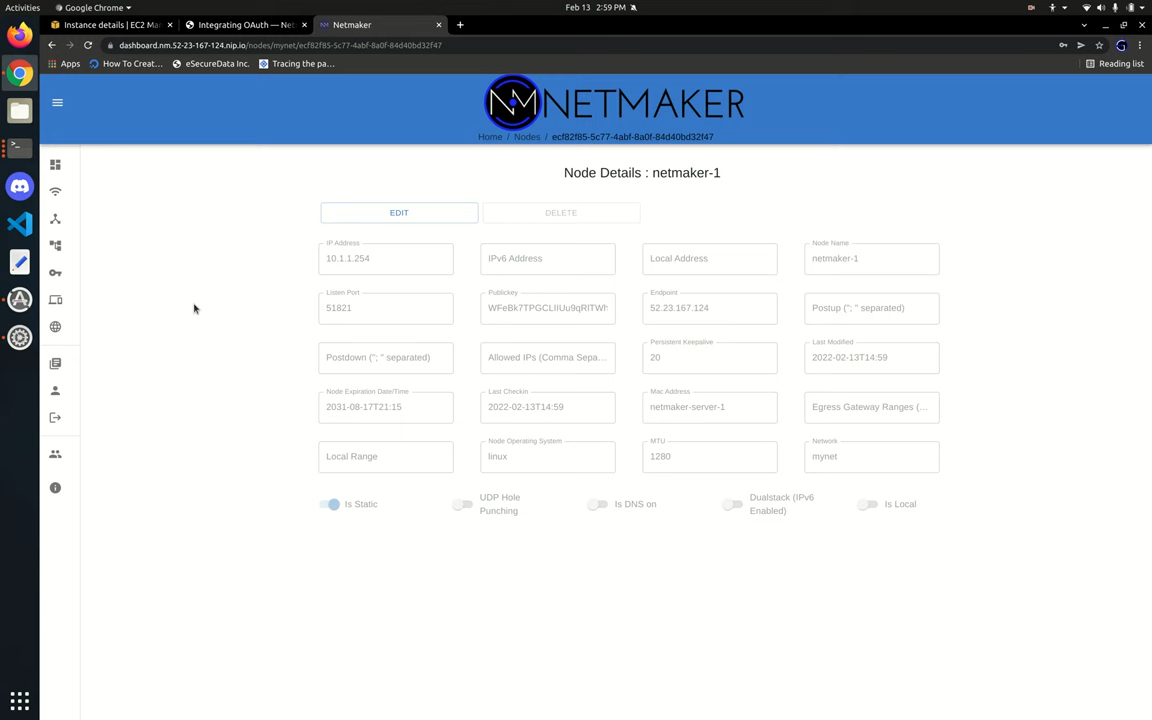 Activities
Google Chrome
Feb 13 2:59 PM
Instance details | EC2 Mar
Integrating OAuth — Net
Netmaker
dashboard.nm.52-23-167-124.nip.io/nodes/mynet/ecf82f85-5c77-4abf-8a0f-84d40bd32f47
Apps
How To Creat...
eSecureData Inc.
Tracing the pa...
Reading list
NETMAKER
Home / Nodes / ecf82f85-5c77-4abf-8a0f-84d40bd32f47
Node Details : netmaker-1
EDIT
DELETE
IP Address
10.1.1.254
IPv6 Address
Local Address
Node Name
netmaker-1
Listen Port
51821
Publickey
WFeBk7TPGCLIIUu9qRlTWh
Endpoint
52.23.167.124
Postup ("; " separated)
Postdown ("; " separated)
Allowed IPs (Comma Sepa...
Persistent Keepalive
20
Last Modified
2022-02-13T14:59
Node Expiration Date/Time
2031-08-17T21:15
Last Checkin
2022-02-13T14:59
Mac Address
netmaker-server-1
Egress Gateway Ranges (...
Local Range
Node Operating System
linux
MTU
1280
Network
mynet
Is Static
UDP Hole
Punching
Is DNS on
Dualstack (IPv6
Enabled)
Is Local